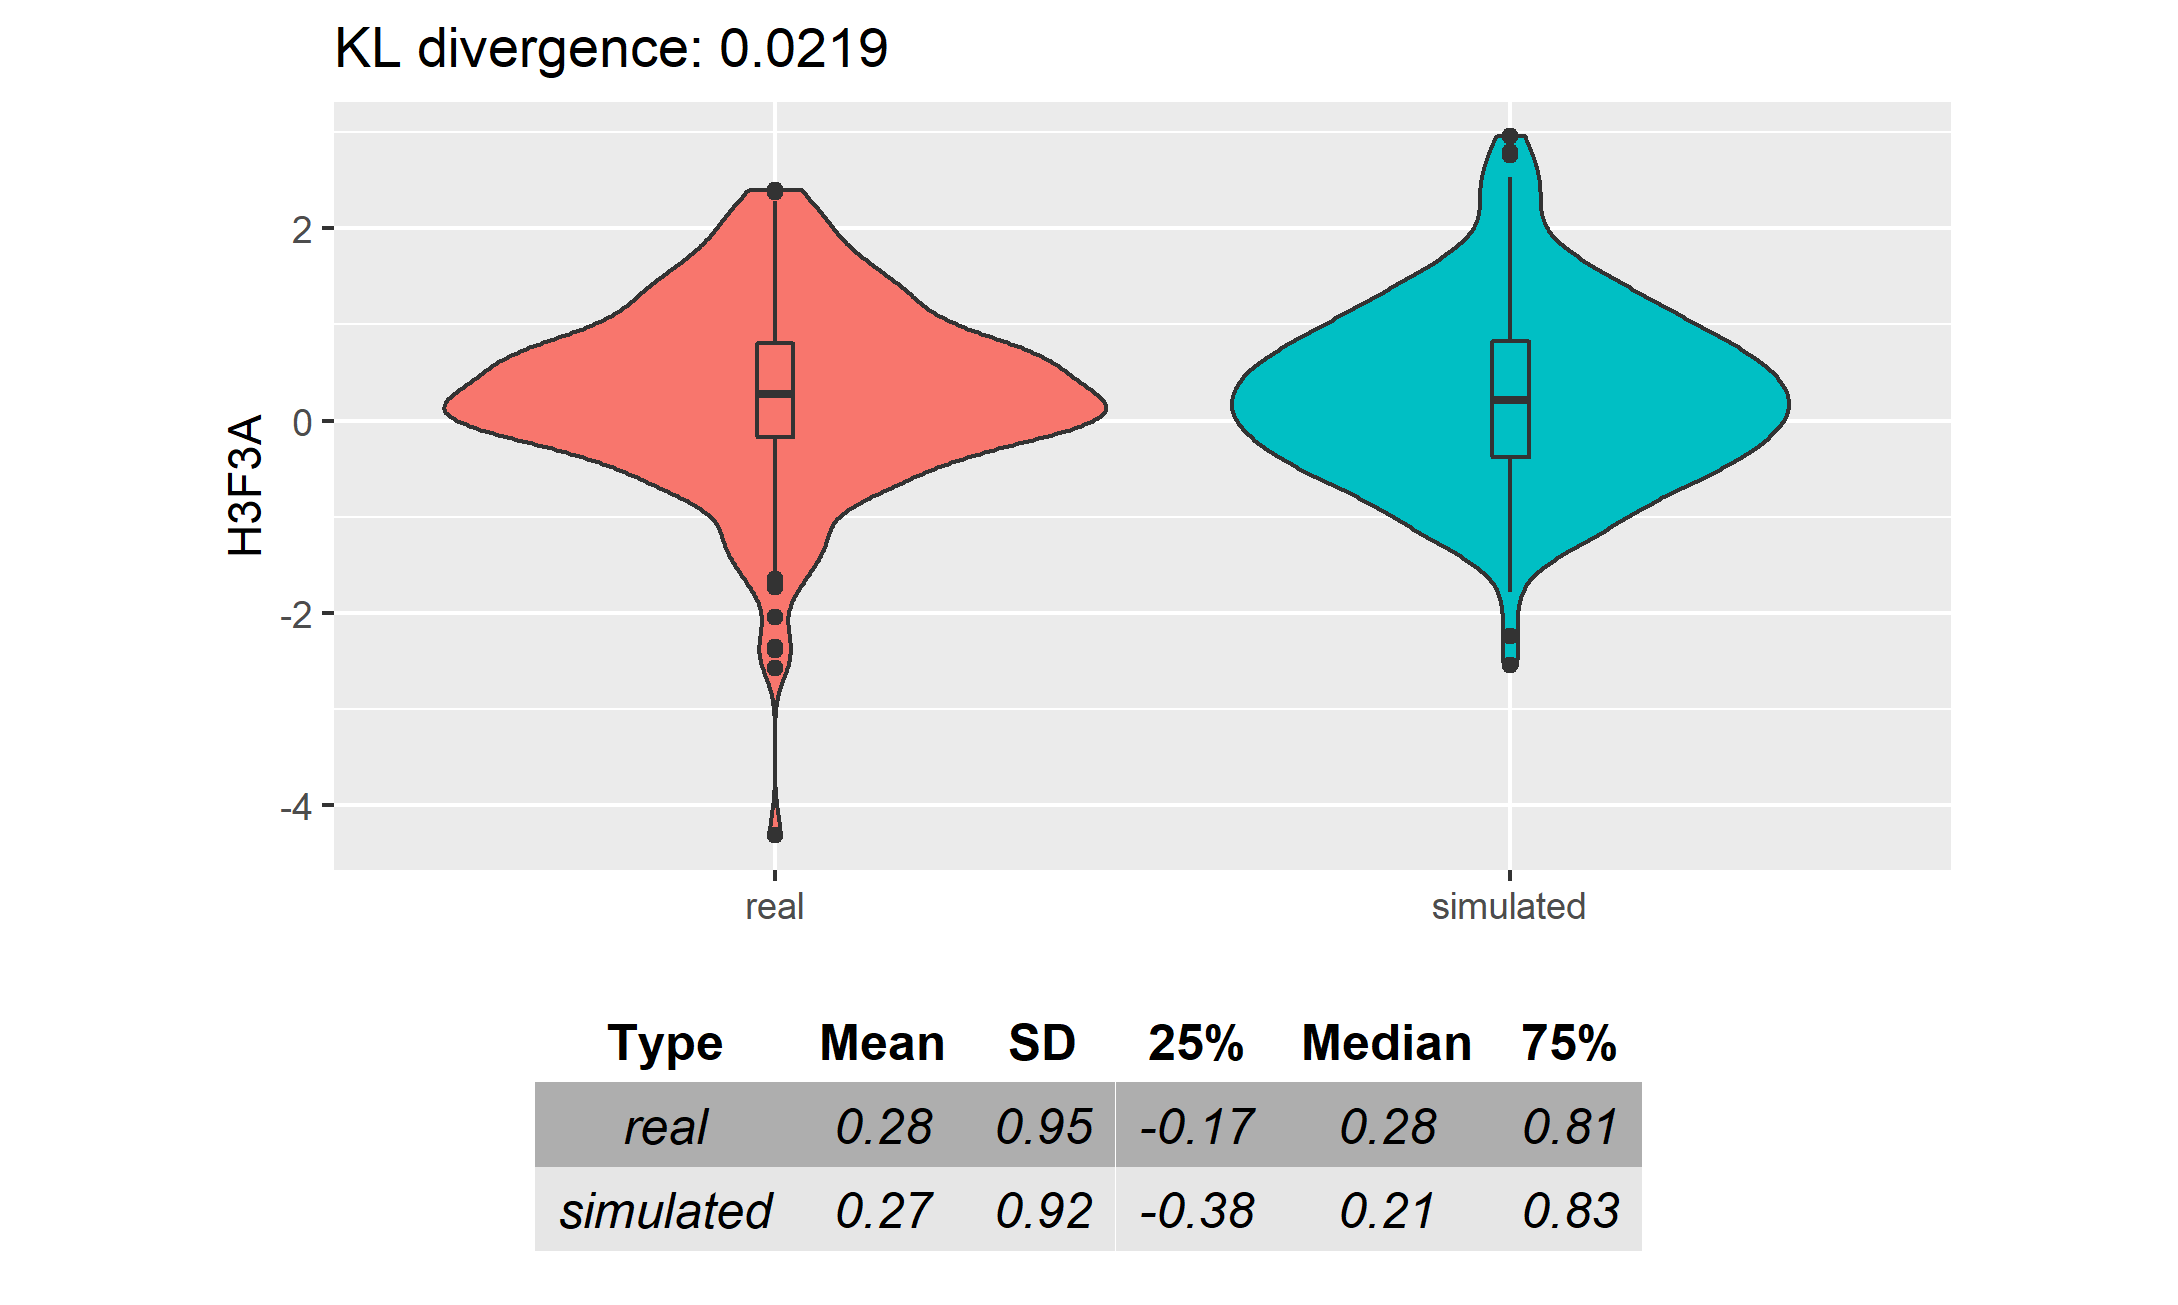 KL divergence: 0.0219
H3F3A
2
0
-2
-4
real simulated
Type Mean SD 25% Median 75%
real 0.28 0.95 -0.17 0.28 0.81
simulated 0.27 0.92 -0.38 0.21 0.83